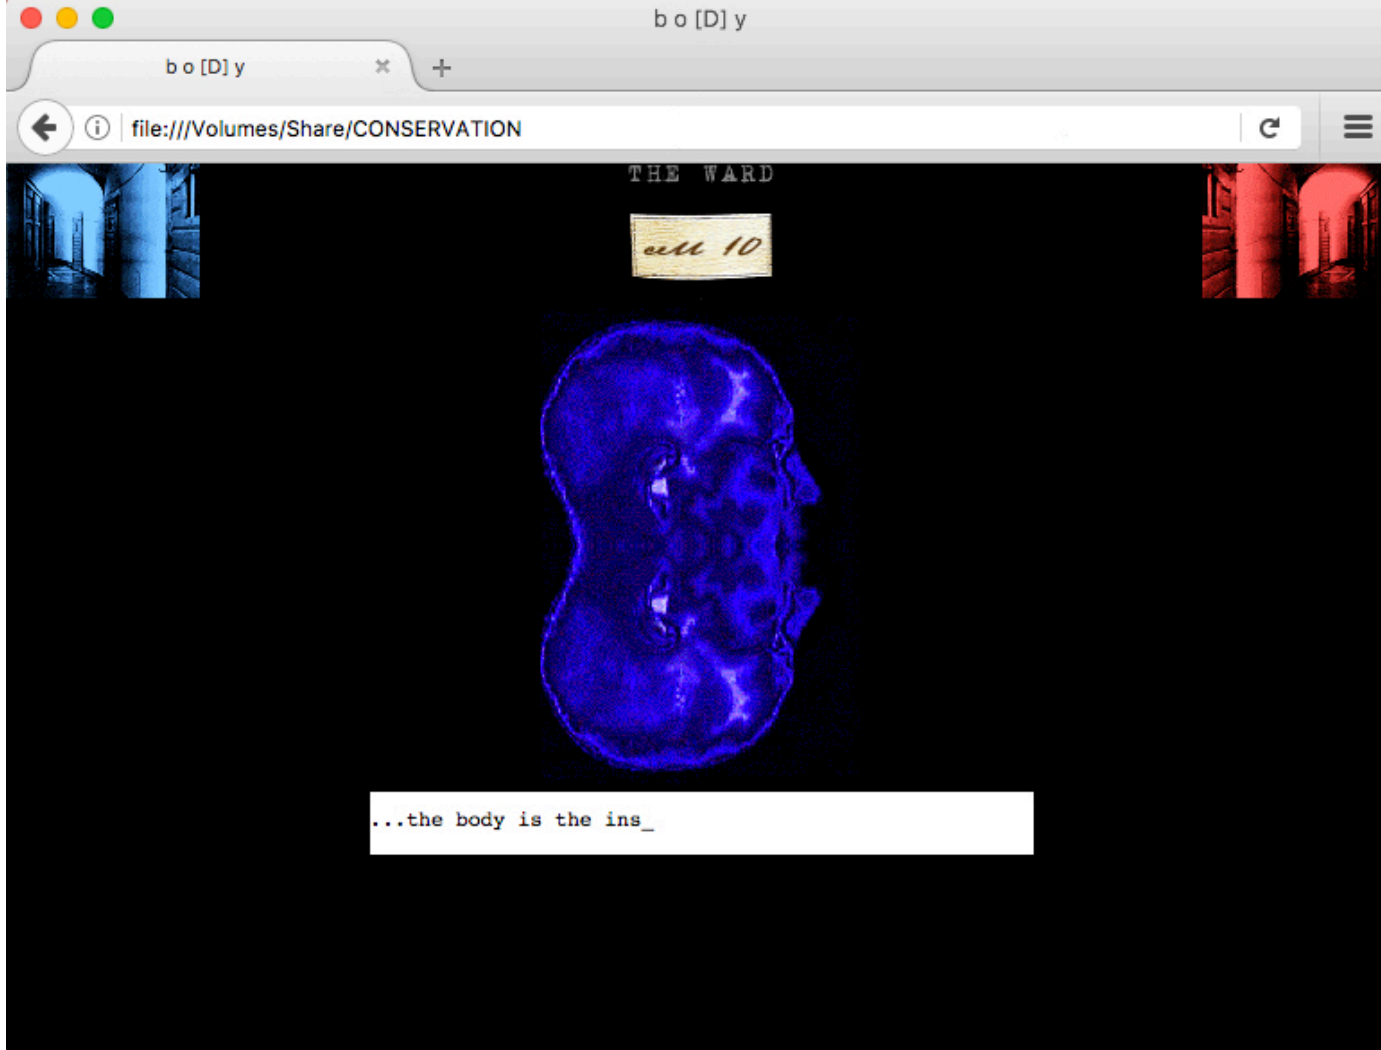 b o [D] y
b o [D] y
file:///Volumes/Share/CONSERVATION
THE WARD
cell 10
...the body is the ins_